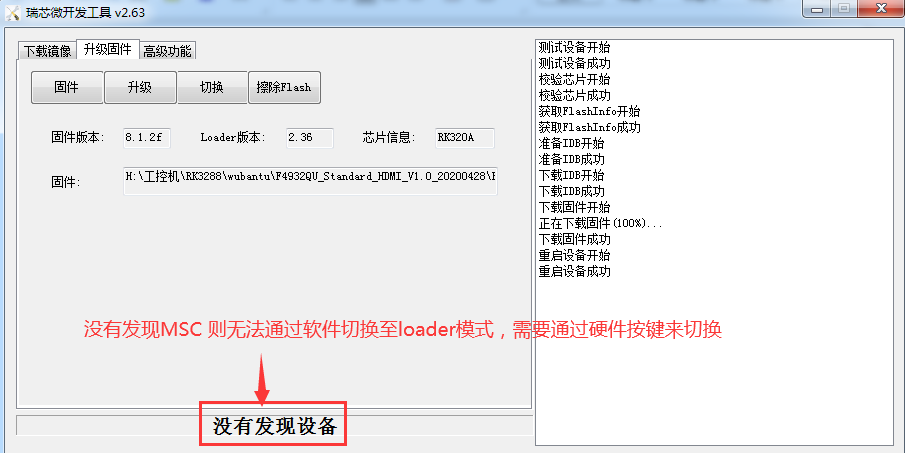 瑞芯微开发工具 v2.63
下载镜像 升级固件 高级功能
固件 升级 切换 擦除Flash
固件版本: 8.1.2f Loader版本: 2.36 芯片信息: RK320A
固件: H:\工控机\RK3288\wubantu\F4932QU_Standard_HDMI_V1.0_20200428\
没有发现MSC 则无法通过软件切换至loader模式，需要通过硬件按键来切换
没有发现设备
测试设备开始
测试设备成功
校验芯片开始
校验芯片成功
获取FlashInfo开始
获取FlashInfo成功
准备IDB开始
准备IDB成功
下载IDB开始
下载IDB成功
下载固件开始
正在下载固件(100%)...
下载固件成功
重启设备开始
重启设备成功